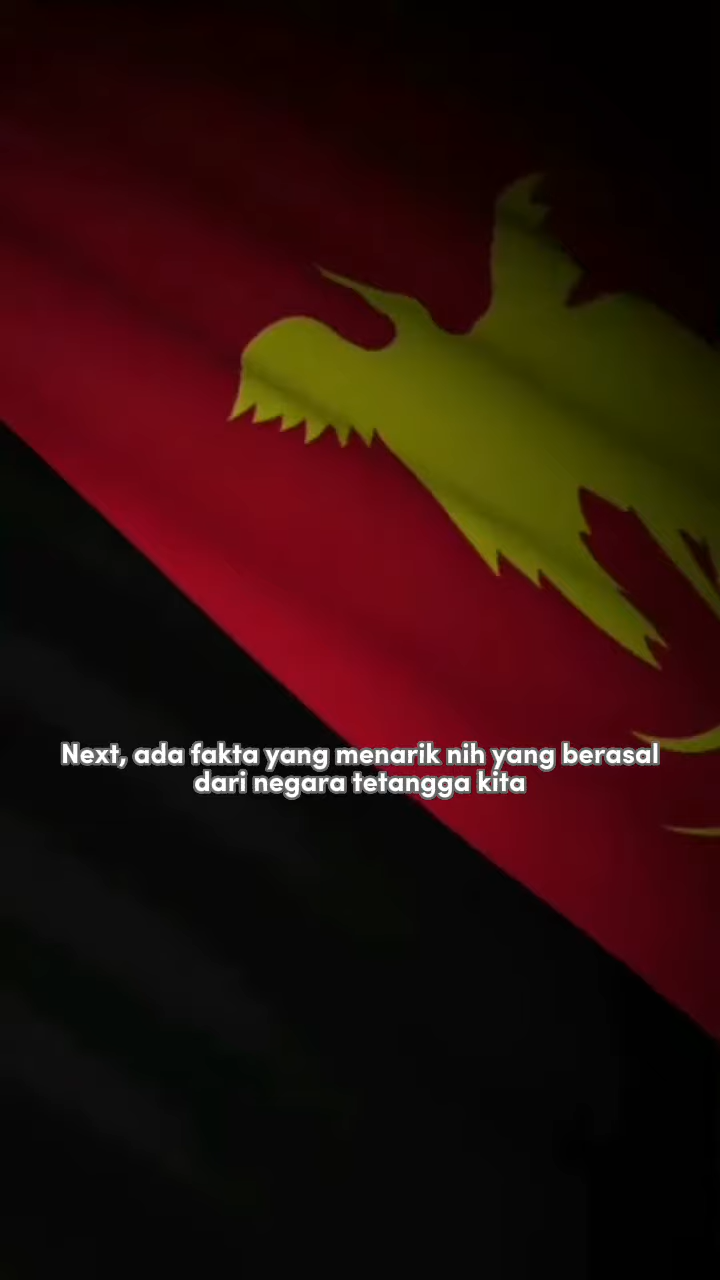 Next, ada fakta yang menarik nih yang berasal
dari negara tetangga kita